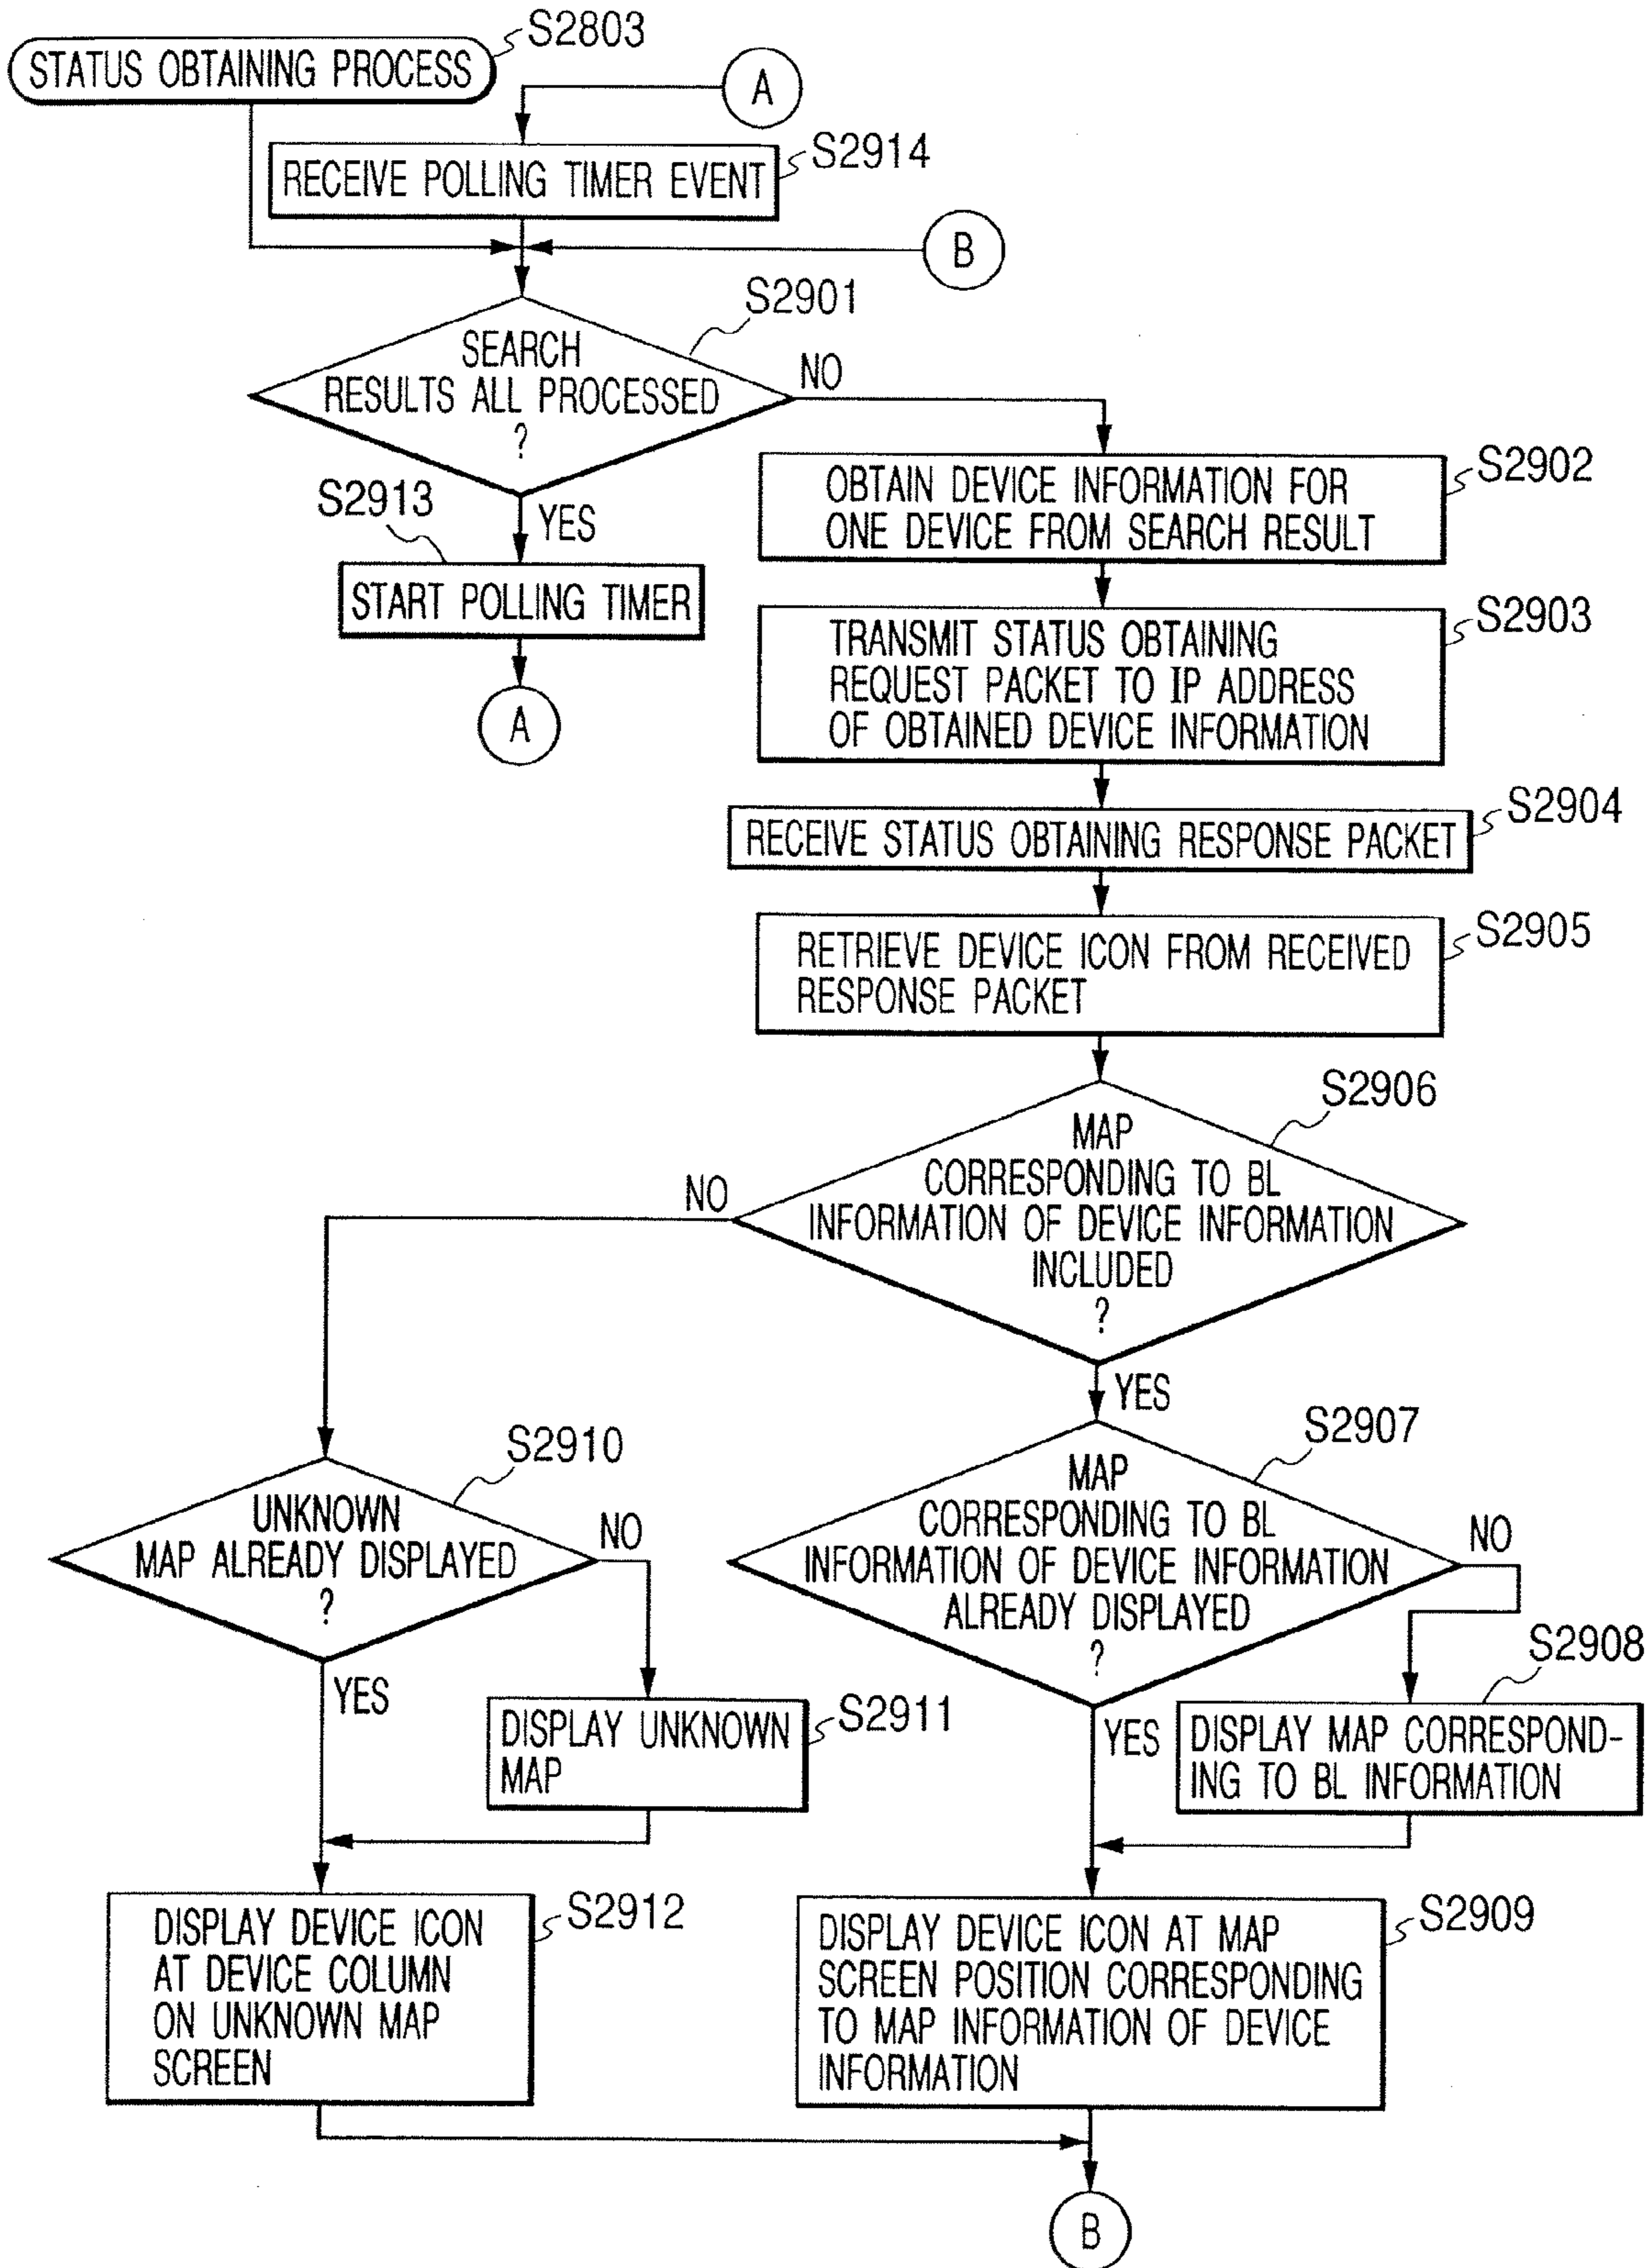 S2803
STATUS OBTAINING PROCESS
A
S2914
RECEIVE POLLING TIMER EVENT
B
S2901
SEARCH
RESULTS ALL PROCESSED
?
NO
S2902
OBTAIN DEVICE INFORMATION FOR
ONE DEVICE FROM SEARCH RESULT
S2913
YES
START POLLING TIMER
A
S2903
TRANSMIT STATUS OBTAINING
REQUEST PACKET TO IP ADDRESS
OF OBTAINED DEVICE INFORMATION
S2904
RECEIVE STATUS OBTAINING RESPONSE PACKET
S2905
RETRIEVE DEVICE ICON FROM RECEIVED
RESPONSE PACKET
S2906
MAP
CORRESPONDING TO BL
INFORMATION OF DEVICE INFORMATION
INCLUDED
?
NO
YES
S2910
UNKNOWN
MAP ALREADY DISPLAYED
?
NO
YES
S2907
MAP
CORRESPONDING TO BL
INFORMATION OF DEVICE INFORMATION
ALREADY DISPLAYED
?
NO
YES
S2911
DISPLAY UNKNOWN
MAP
S2908
DISPLAY MAP CORRESPOND-
ING TO BL INFORMATION
S2912
DISPLAY DEVICE ICON
AT DEVICE COLUMN
ON UNKNOWN MAP
SCREEN
S2909
DISPLAY DEVICE ICON AT MAP
SCREEN POSITION CORRESPONDING
TO MAP INFORMATION OF DEVICE
INFORMATION
B